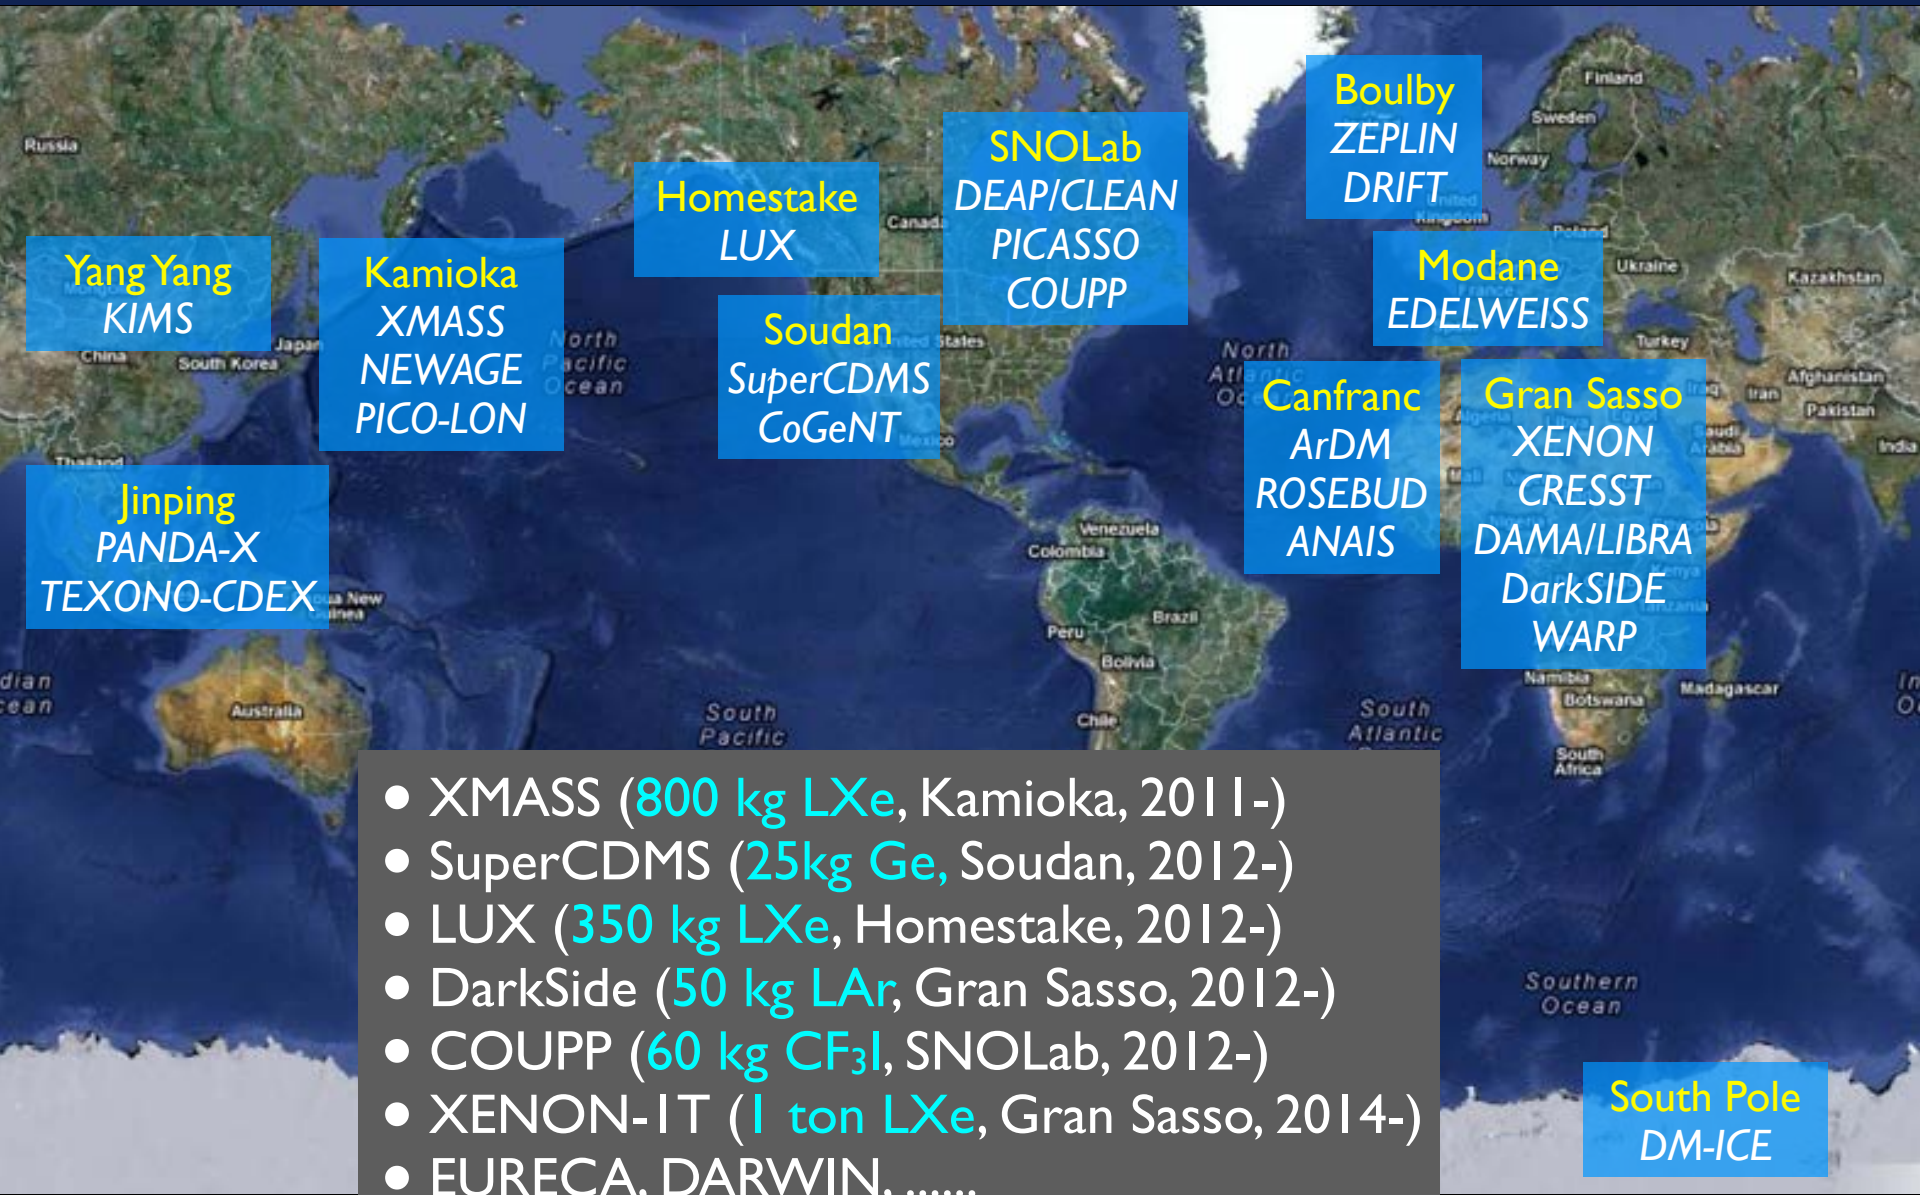 Finland
Sweden
Norway
Russia
Canada
United
Kingdom
Poland
Ukraine
Kazakhstan
France
Boulby
ZEPLIN
DRIFT
SNOLab
DEAP/CLEAN
PICASSO
COUPP
Homestake
LUX
Yang Yang
KIMS
Kamioka
XMASS
NEWAGE
PICO-LON
Modane
EDELWEISS
Soudan
SuperCDMS
CoGeNT
Canfranc
ArDM
ROSEBUD
ANAIS
Gran Sasso
XENON
CRESST
DAMA/LIBRA
DarkSIDE
WARP
Jinping
PANDA-X
TEXONO-CDEX
China
South Korea
Japan
North
Pacific
Ocean
States
Mexico
North
Atlantic
Turkey
Iran
Afghanistan
Pakistan
India
Thailand
Venezuela
Colombia
Brazil
Peru
Bolivia
Chile
Mali
Kenya
Tanzania
Namibia
Botswana
Madagascar
South
Africa
Australia
South
Pacific
South
Atlantic
Southern
Ocean
● XMASS (800 kg LXe, Kamioka, 2011-)
● SuperCDMS (25kg Ge, Soudan, 2012-)
● LUX (350 kg LXe, Homestake, 2012-)
● DarkSide (50 kg LAr, Gran Sasso, 2012-)
● COUPP (60 kg CF₃I, SNOLab, 2012-)
● XENON-1T (1 ton LXe, Gran Sasso, 2014-)
● EURECA, DARWIN, ......
South Pole
DM-ICE